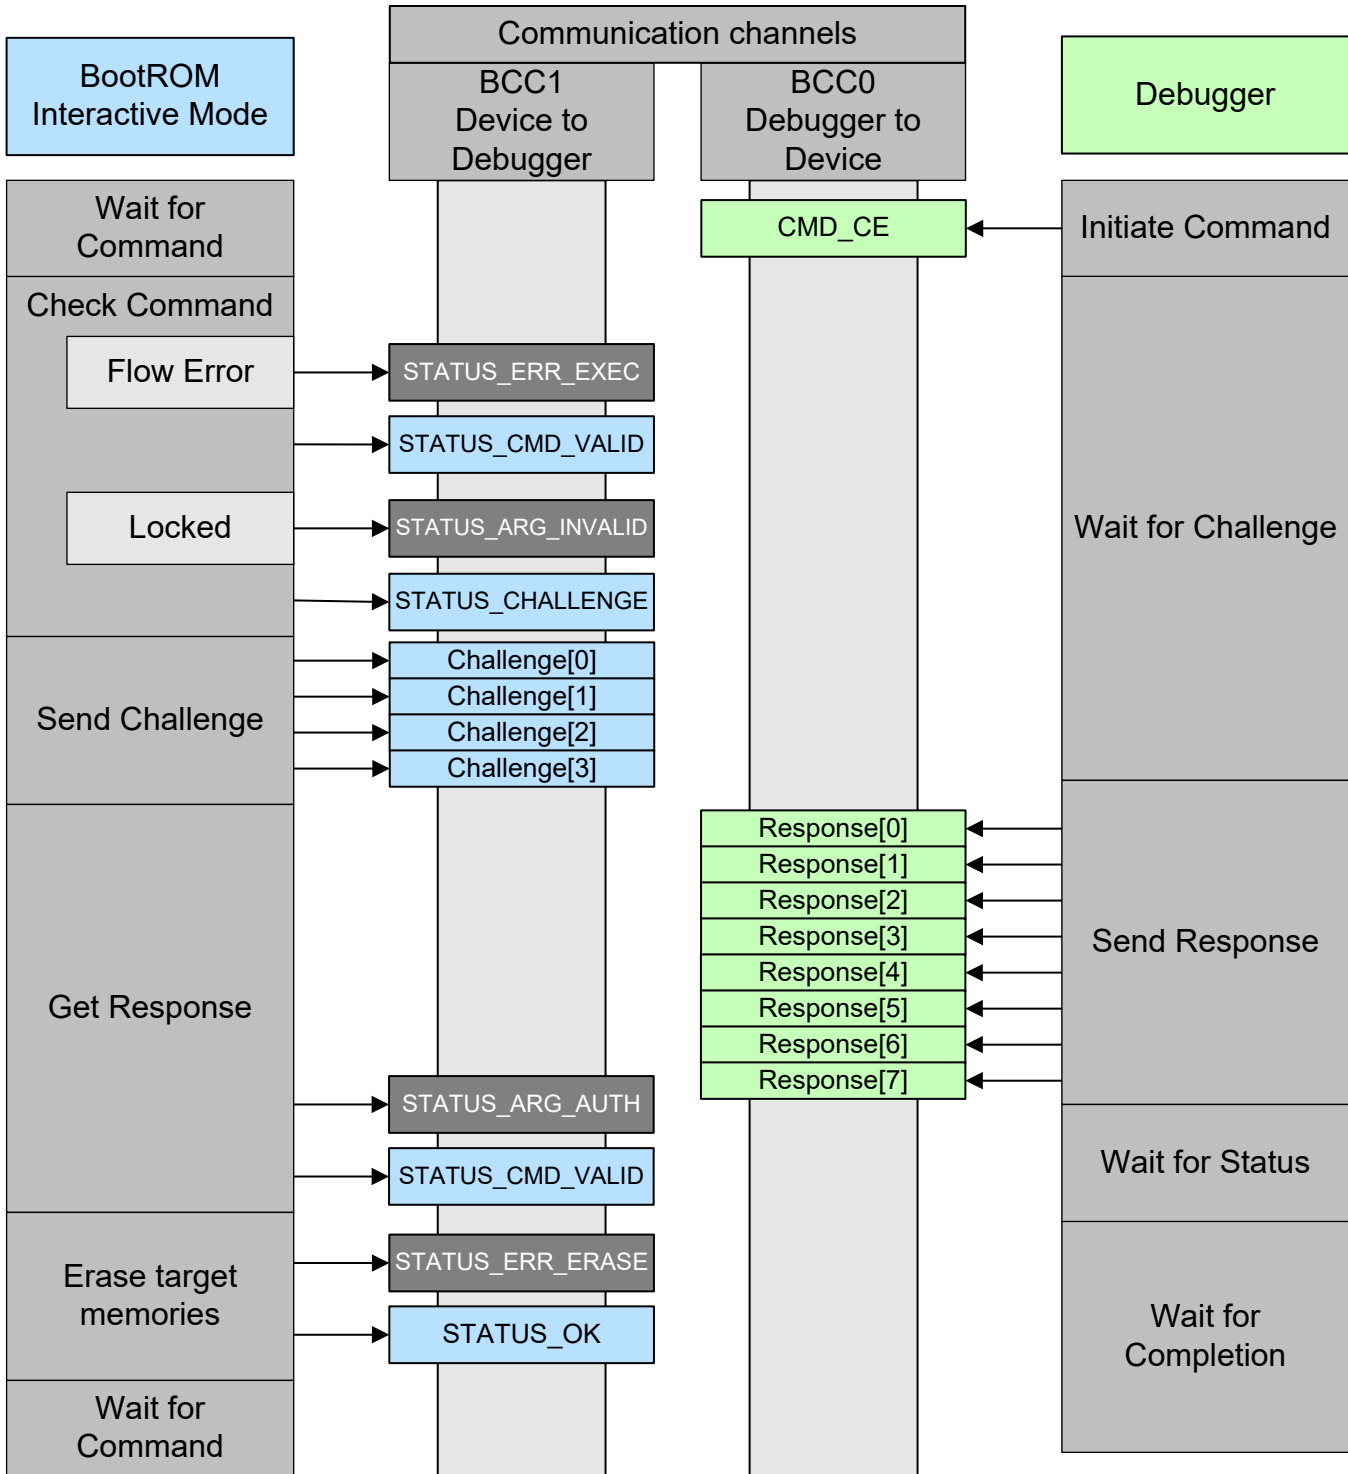 Communication channels
BootROM
Interactive Mode
BCC1
Device to
Debugger
BCC0
Debugger to
Device
Debugger
Wait for
Command
CMD_CE
Initiate Command
Check Command
Flow Error
STATUS_ERR_EXEC
STATUS_CMD_VALID
Locked
STATUS_ARG_INVALID
Wait for Challenge
STATUS_CHALLENGE
Send Challenge
Challenge[0]
Challenge[1]
Challenge[2]
Challenge[3]
Response[0]
Response[1]
Response[2]
Response[3]
Response[4]
Response[5]
Response[6]
Response[7]
Send Response
Get Response
STATUS_ARG_AUTH
STATUS_CMD_VALID
Wait for Status
Erase target
memories
STATUS_ERR_ERASE
STATUS_OK
Wait for
Completion
Wait for
Command